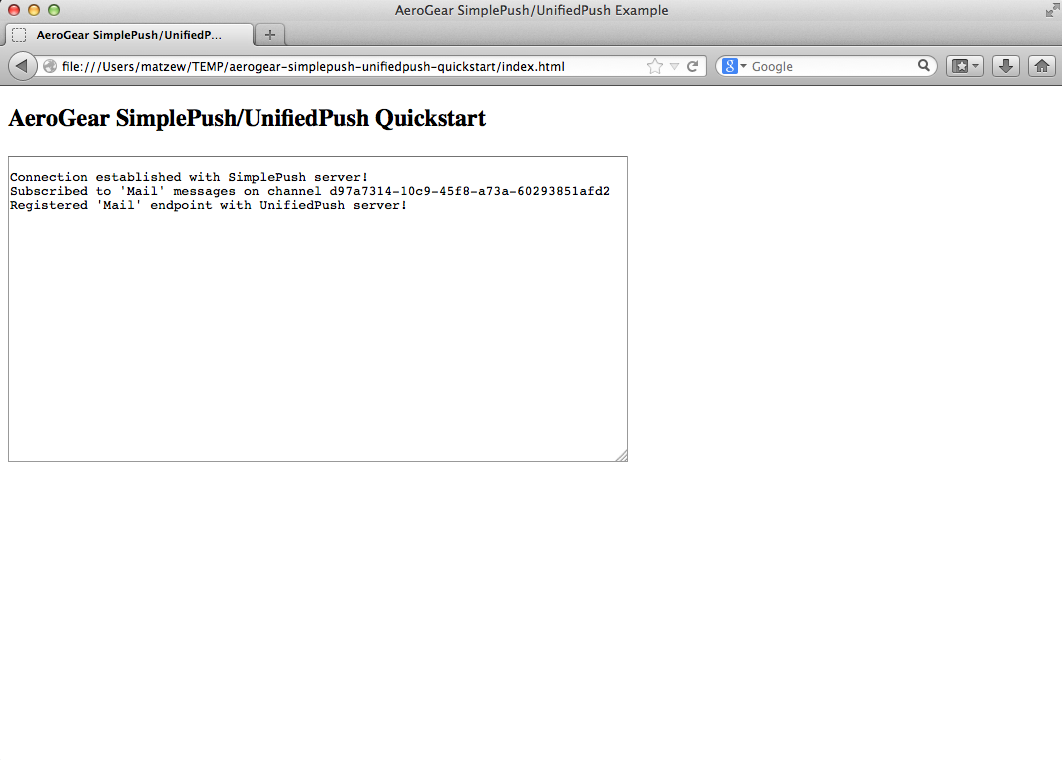 AeroGear SimplePush/UnifiedPush Example
AeroGear SimplePush/UnifiedP...
file:///Users/matzew/TEMP/aerogear-simplepush-unifiedpush-quickstart/index.html
Google
AeroGear SimplePush/UnifiedPush Quickstart
Connection established with SimplePush server!
Subscribed to 'Mail' messages on channel d97a7314-10c9-45f8-a73a-60293851afd2
Registered 'Mail' endpoint with UnifiedPush server!